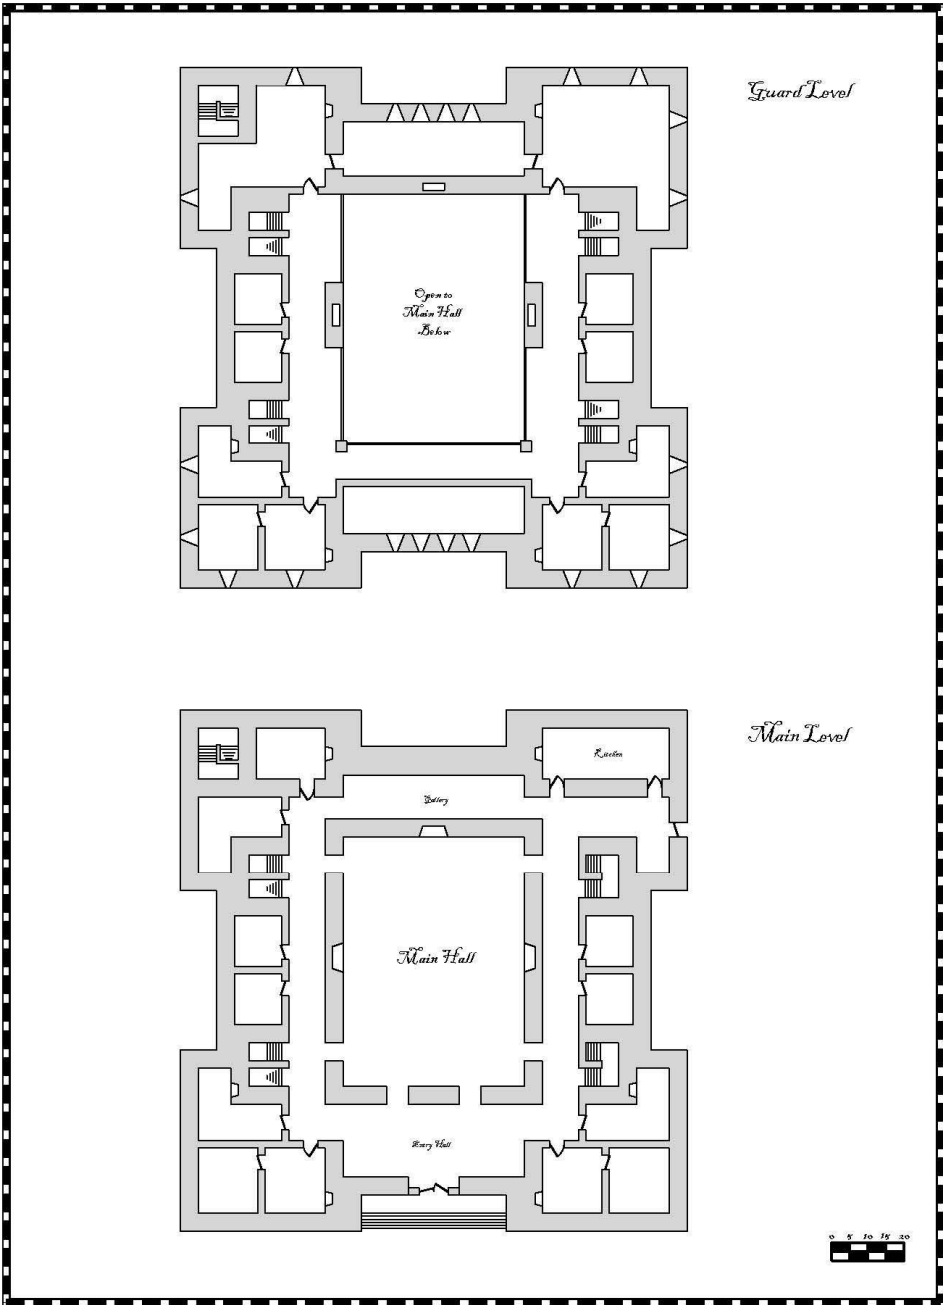 Guard Level
Open to
Main Hall
Below
Main Level
Kitchen
Gallery
Main Hall
Entry Hall
0 5 10 15 20